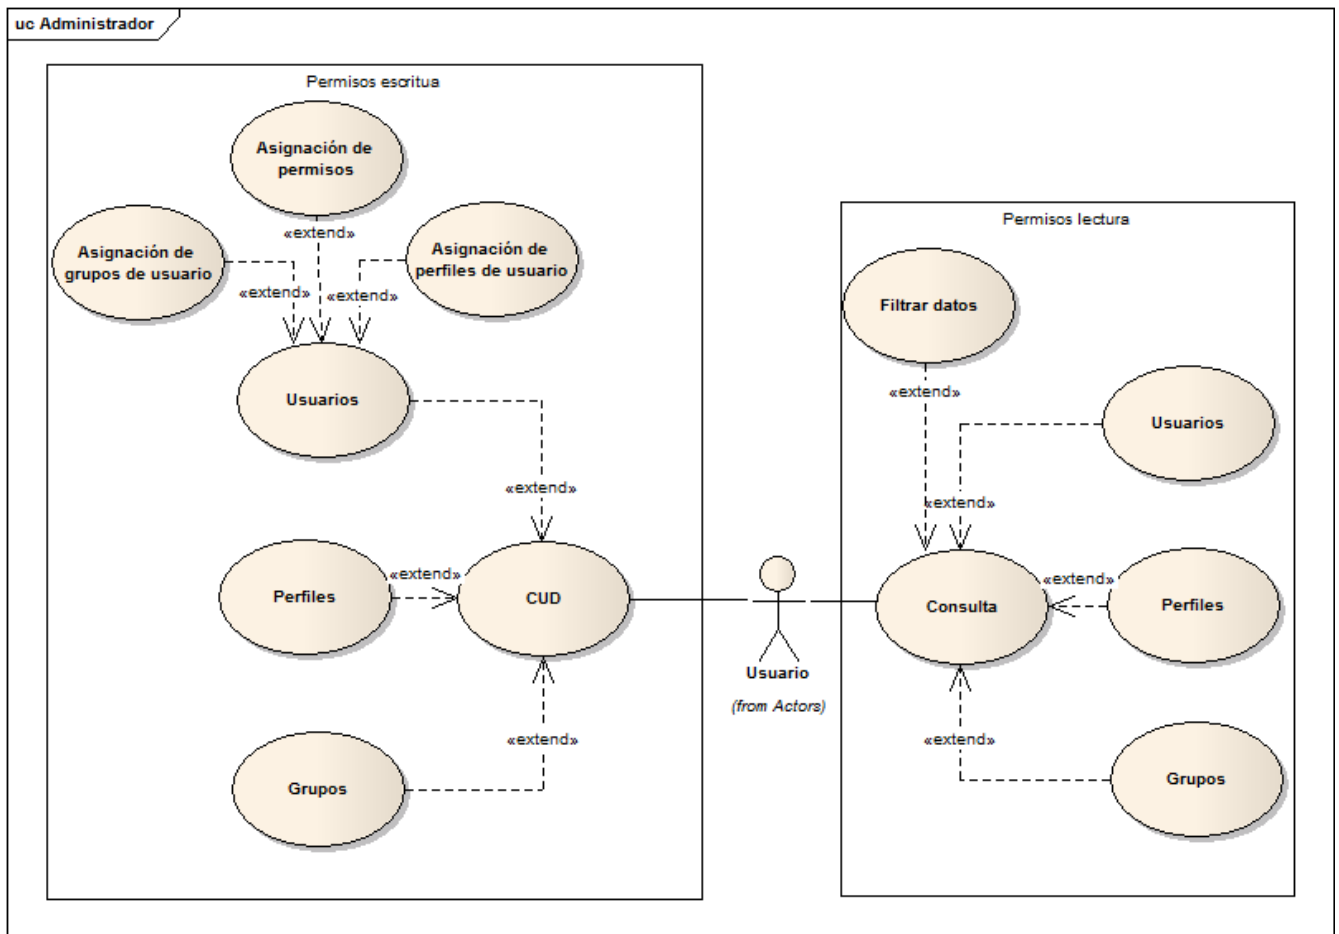 uc Administrador
Permisos escritua
Asignación de
permisos
«extend»
Asignación de
grupos de usuario
«extend»
Asignación de
perfiles de usuario
«extend»
Usuarios
«extend»
Perfiles
«extend»
CUD
Grupos
«extend»
Usuario
(from Actors)
Permisos lectura
Filtrar datos
«extend»
Usuarios
«extend»
Consulta
«extend»
Perfiles
«extend»
Grupos